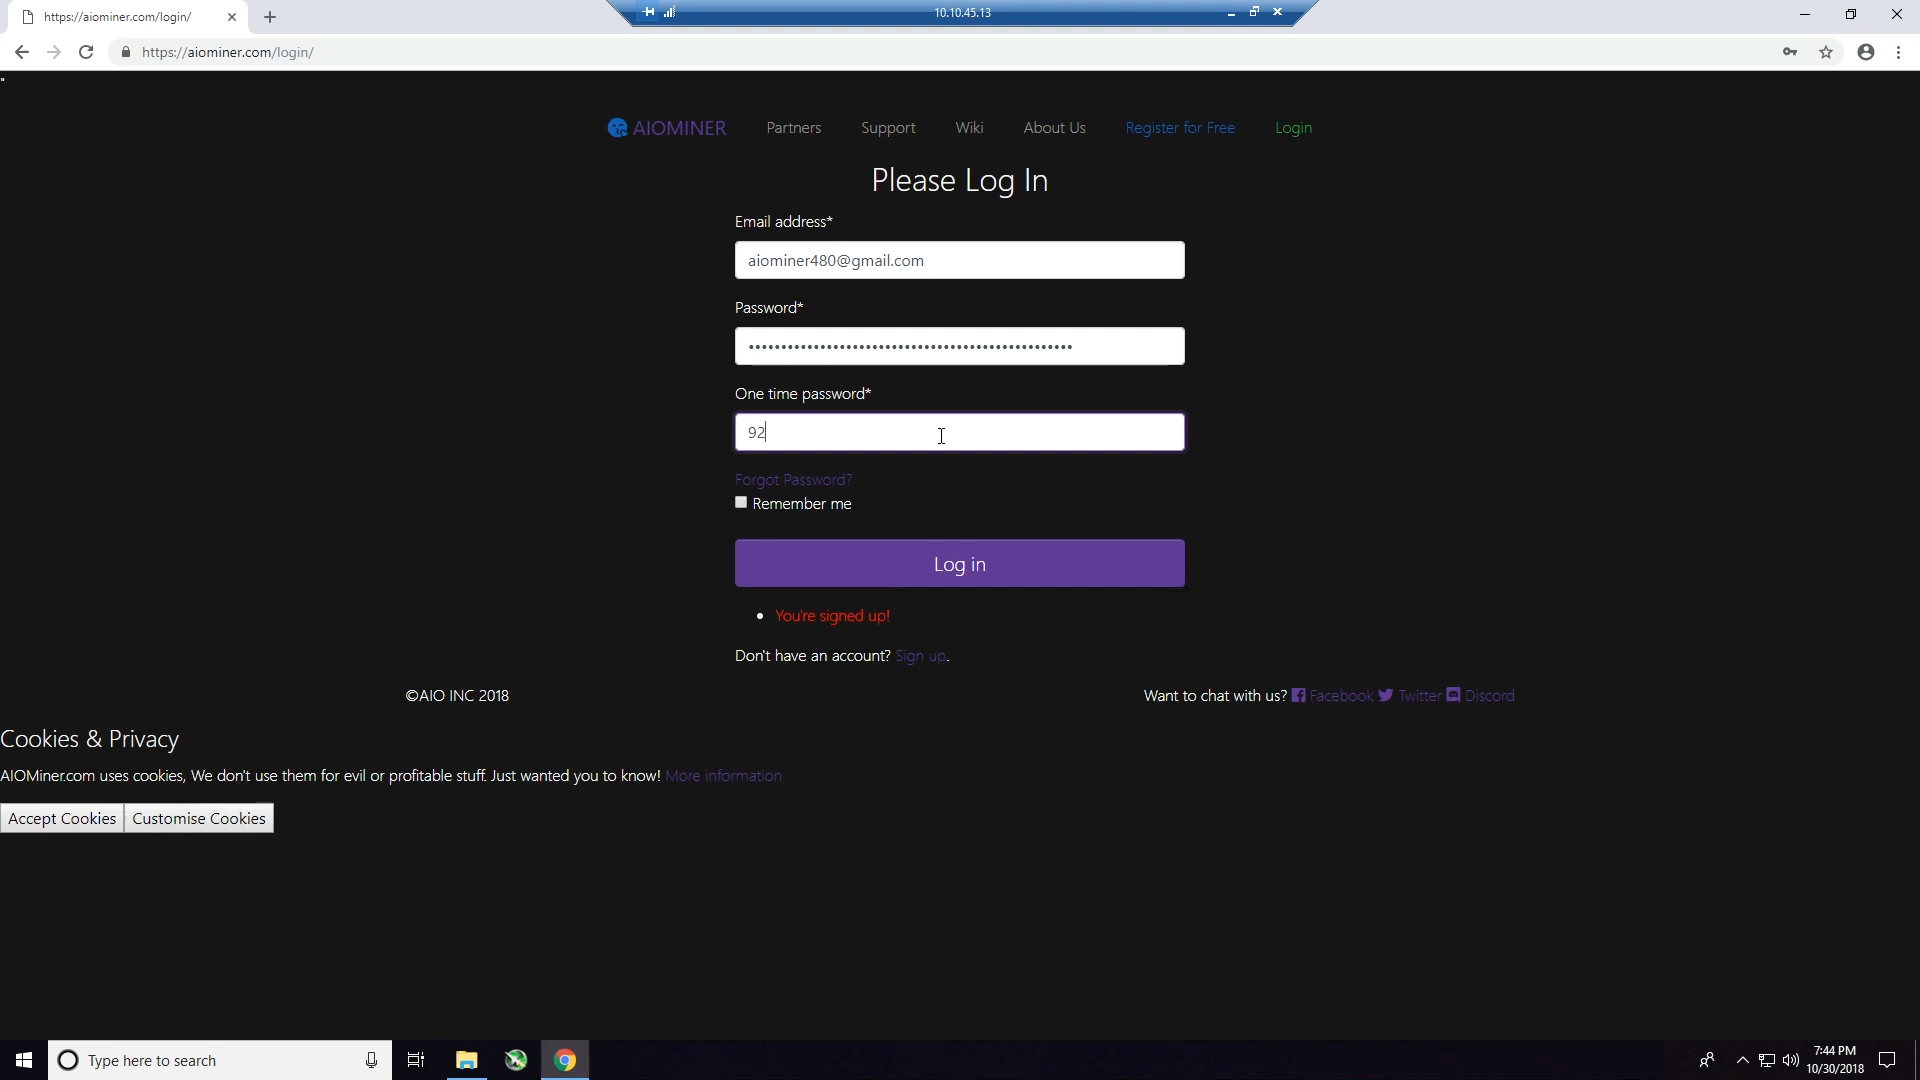 https://aiominer.com/login/
10.10.45.13
https://aiominer.com/login/
"
AIOMINER Partners Support Wiki About Us Register for Free Login
Please Log In
Email address*
aiominer480@gmail.com
Password*
One time password*
92
Forgot Password?
Remember me
Log in
• You're signed up!
Don't have an account? Sign up.
©AIO INC 2018
Want to chat with us? Facebook Twitter Discord
Cookies & Privacy
AIOMiner.com uses cookies, We don't use them for evil or profitable stuff. Just wanted you to know! More information
Accept Cookies Customise Cookies
Type here to search
7:44 PM
10/30/2018